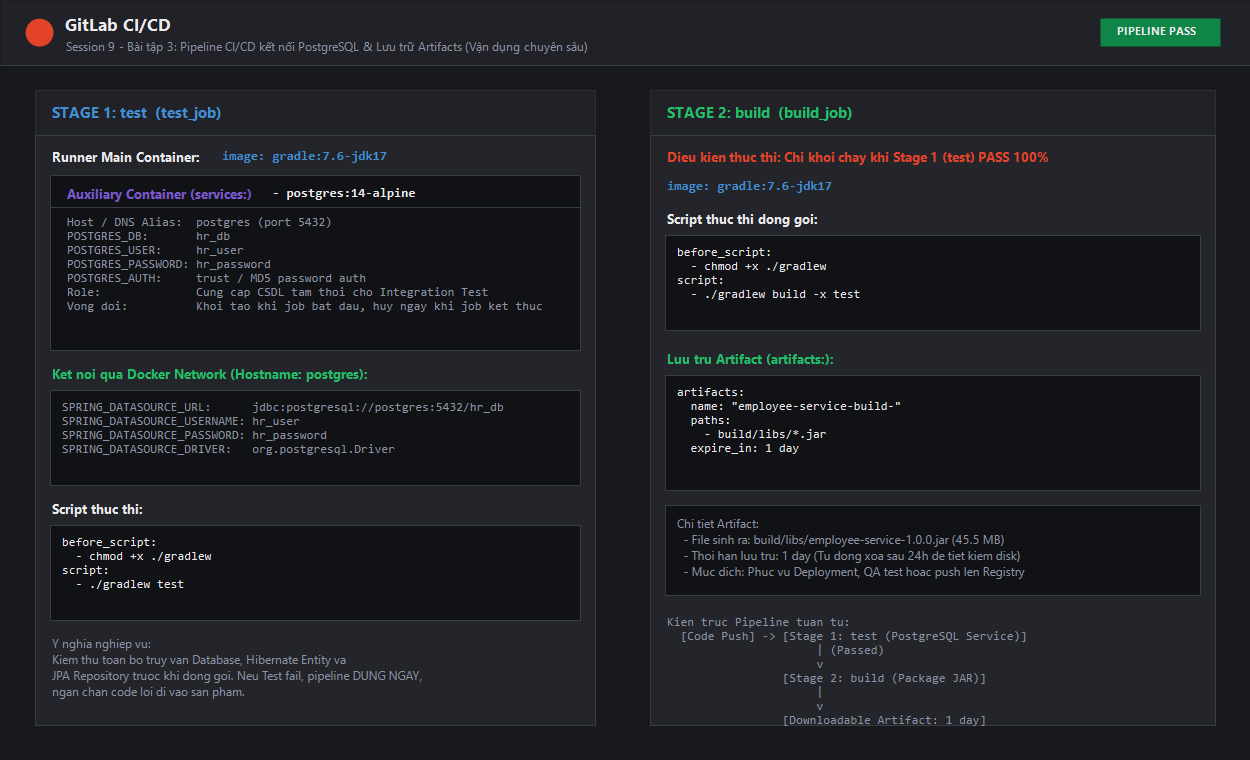 GitLab CI/CD
Session 9 - Bài tập 3: Pipeline CI/CD kết nối PostgreSQL & Lưu trữ Artifacts (Vận dụng chuyên sâu)
PIPELINE PASS
STAGE 1: test (test_job)
Runner Main Container: image: gradle:7.6-jdk17
Auxiliary Container (services:) - postgres:14-alpine
Host / DNS Alias: postgres (port 5432)
POSTGRES_DB: hr_db
POSTGRES_USER: hr_user
POSTGRES_PASSWORD: hr_password
POSTGRES_AUTH: trust / MD5 password auth
Role: Cung cap CSDL tam thoi cho Integration Test
Vong doi: Khoi tao khi job bat dau, huy ngay khi job ket thuc
Ket noi qua Docker Network (Hostname: postgres):
SPRING_DATASOURCE_URL: jdbc:postgresql://postgres:5432/hr_db
SPRING_DATASOURCE_USERNAME: hr_user
SPRING_DATASOURCE_PASSWORD: hr_password
SPRING_DATASOURCE_DRIVER: org.postgresql.Driver
Script thuc thi:
before_script:
- chmod +x ./gradlew
script:
- ./gradlew test
Y nghia nghiep vu:
Kiem thu toan bo truy van Database, Hibernate Entity va
JPA Repository truoc khi dong goi. Neu Test fail, pipeline DUNG NGAY,
ngan chan code loi di vao san pham.
STAGE 2: build (build_job)
Dieu kien thuc thi: Chi khoi chay khi Stage 1 (test) PASS 100%
image: gradle:7.6-jdk17
Script thuc thi dong goi:
before_script:
- chmod +x ./gradlew
script:
- ./gradlew build -x test
Luu tru Artifact (artifacts:):
artifacts:
name: "employee-service-build-"
paths:
- build/libs/*.jar
expire_in: 1 day
Chi tiet Artifact:
- File sinh ra: build/libs/employee-service-1.0.0.jar (45.5 MB)
- Thoi han luu tru: 1 day (Tu dong xoa sau 24h de tiet kiem disk)
- Muc dich: Phuc vu Deployment, QA test hoac push len Registry
Kien truc Pipeline tuan tu:
[Code Push] -> [Stage 1: test (PostgreSQL Service)]
| (Passed)
v
[Stage 2: build (Package JAR)]
|
v
[Downloadable Artifact: 1 day]